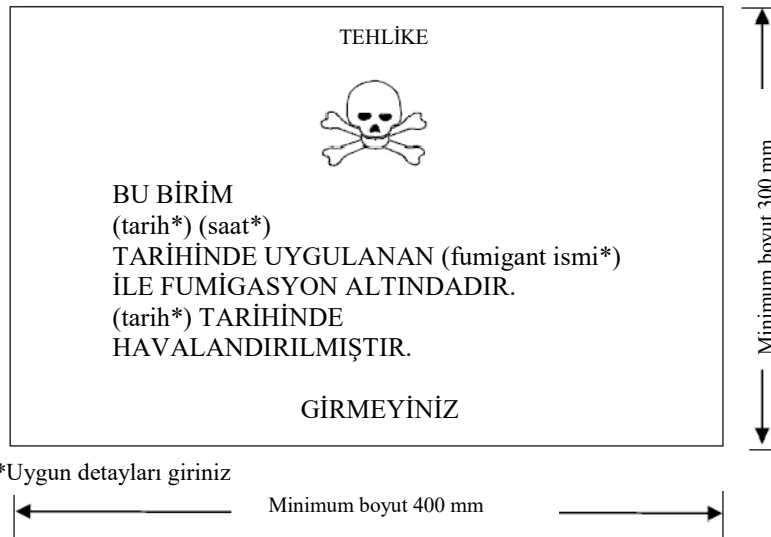 TEHLİKE
BU BİRİM
(tarih*) (saat*)
TARİHİNDE UYGULANAN (fumigant ismi*)
İLE FUMİGASYON ALTINDADIR.
(tarih*) TARİHİNDE
HAVALANDIRILMIŞTIR.
GİRMEYİNİZ
Minimum boyut 300 mm
*Uygun detayları giriniz
Minimum boyut 400 mm